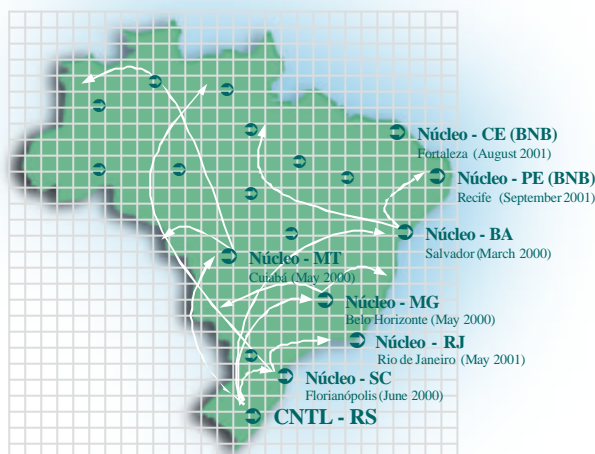 Núcleo - CE (BNB)
Fortaleza (August 2001)
Núcleo - PE (BNB)
Recife (September 2001)
Núcleo - BA
Salvador (March 2000)
Núcleo - MT
Cuiabá (May 2000)
Núcleo - MG
Belo Horizonte (May 2000)
Núcleo - RJ
Rio de Janeiro (May 2001)
Núcleo - SC
Florianópolis (June 2000)
CNTL - RS